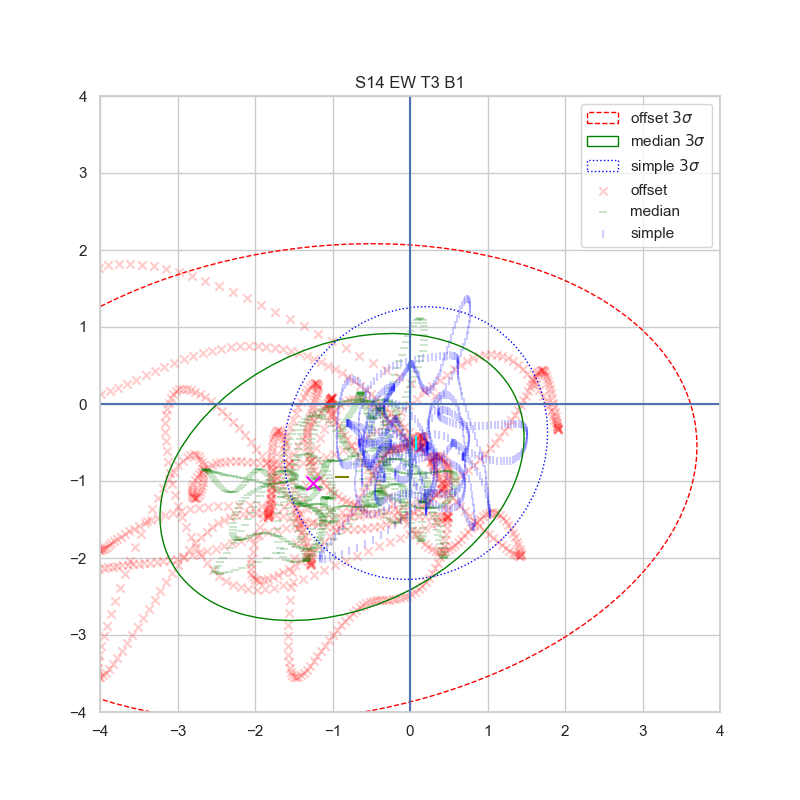 S14 EW T3 B1
offset 3σ
median 3σ
simple 3σ
offset
median
simple
4
3
2
1
0
−1
−2
−3
−4
−4 −3 −2 −1 0 1 2 3 4